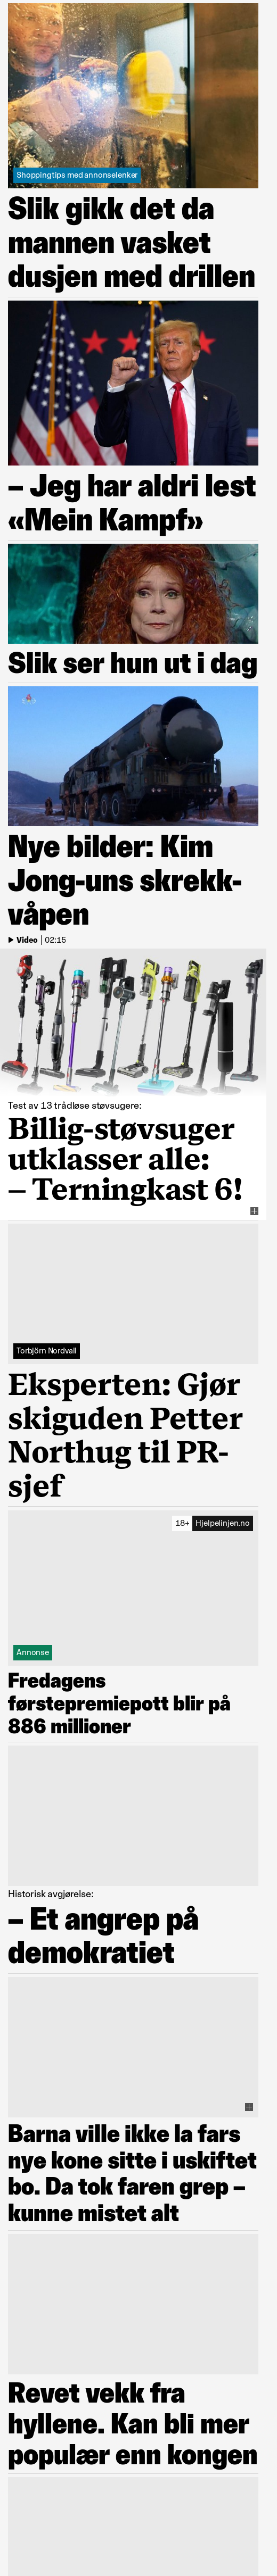 Shoppingtips med annonselenker
Slik gikk det da
mannen vasket
dusjen med drillen
– Jeg har aldri lest
«Mein Kampf»
Slik ser hun ut i dag
Nye bilder: Kim
Jong-uns skrekk-
våpen
Video | 02:15
Test av 13 trådløse støvsugere:
Billig-støvsuger
utklasser alle:
– Terningkast 6!
Torbjörn Nordvall
Eksperten: Gjør
skiguden Petter
Northug til PR-
sjef
18+ Hjelpelinjen.no
Annonse
Fredagens
førstepremiepott blir på
886 millioner
Historisk avgjørelse:
– Et angrep på
demokratiet
Barna ville ikke la fars
nye kone sitte i uskiftet
bo. Da tok faren grep –
kunne mistet alt
Revet vekk fra
hyllene. Kan bli mer
populær enn kongen